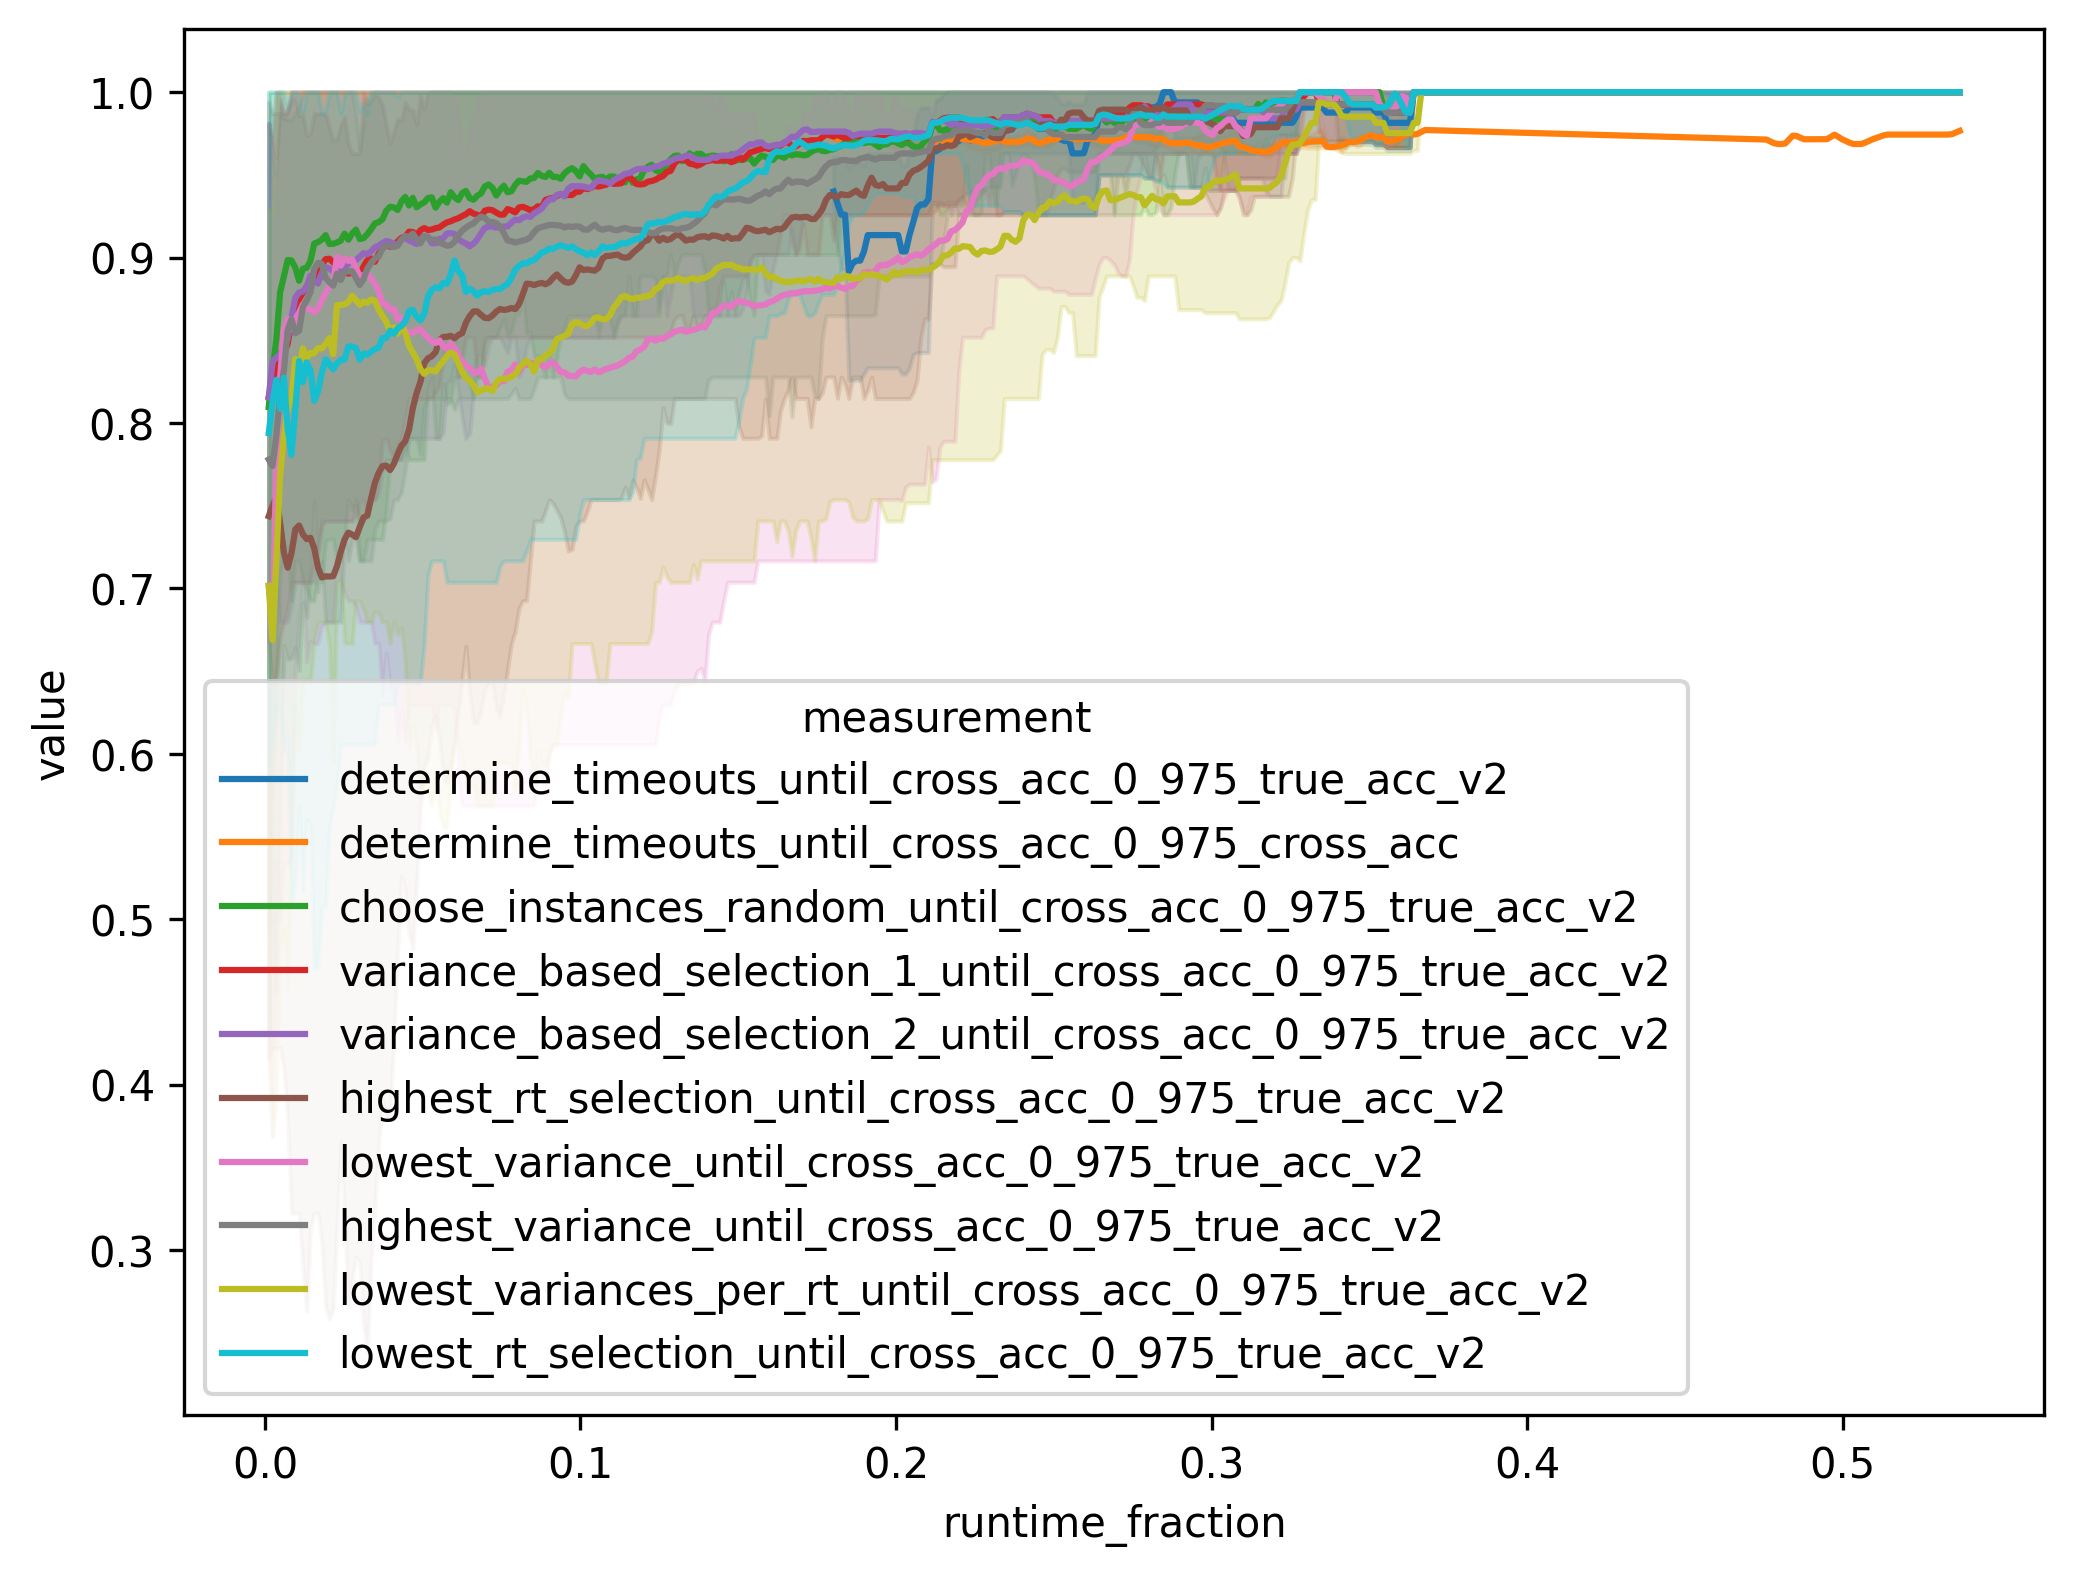 1.0
0.9
0.8
0.7
0.6
0.5
0.4
0.3
value
measurement
determine_timeouts_until_cross_acc_0_975_true_acc_v2
determine_timeouts_until_cross_acc_0_975_cross_acc
choose_instances_random_until_cross_acc_0_975_true_acc_v2
variance_based_selection_1_until_cross_acc_0_975_true_acc_v2
variance_based_selection_2_until_cross_acc_0_975_true_acc_v2
highest_rt_selection_until_cross_acc_0_975_true_acc_v2
lowest_variance_until_cross_acc_0_975_true_acc_v2
highest_variance_until_cross_acc_0_975_true_acc_v2
lowest_variances_per_rt_until_cross_acc_0_975_true_acc_v2
lowest_rt_selection_until_cross_acc_0_975_true_acc_v2
0.0 0.1 0.2 0.3 0.4 0.5
runtime_fraction